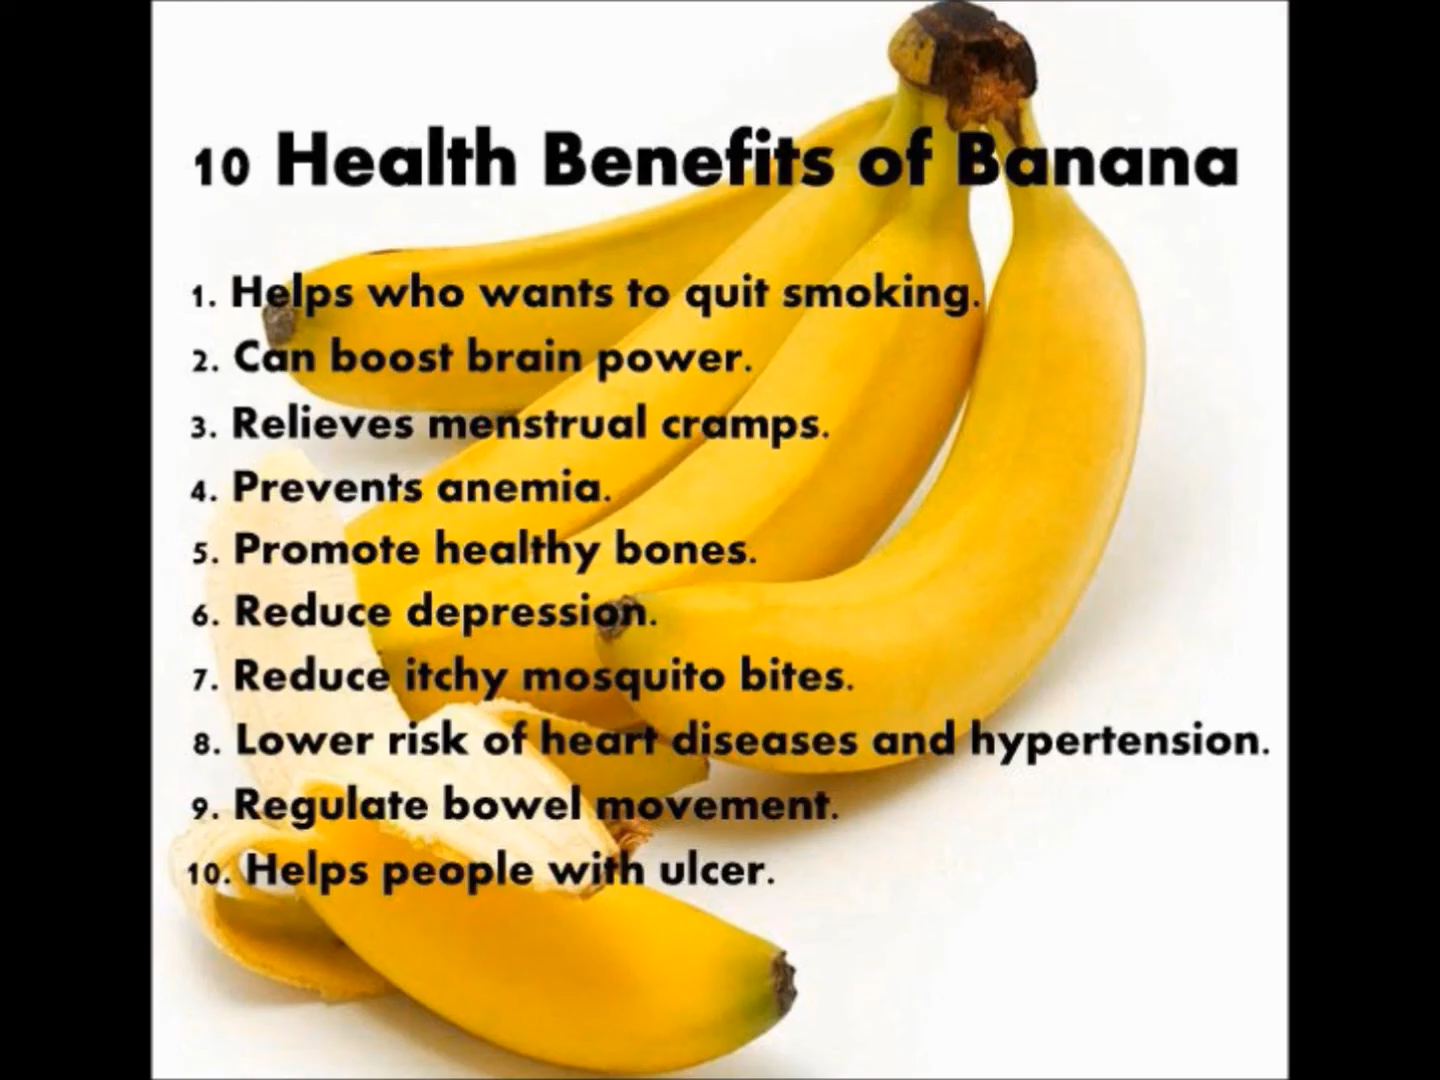 10 Health Benefits of Banana
1. Helps who wants to quit smoking.
2. Can boost brain power.
3. Relieves menstrual cramps.
4. Prevents anemia.
5. Promote healthy bones.
6. Reduce depression.
7. Reduce itchy mosquito bites.
8. Lower risk of heart diseases and hypertension.
9. Regulate bowel movement.
10. Helps people with ulcer.